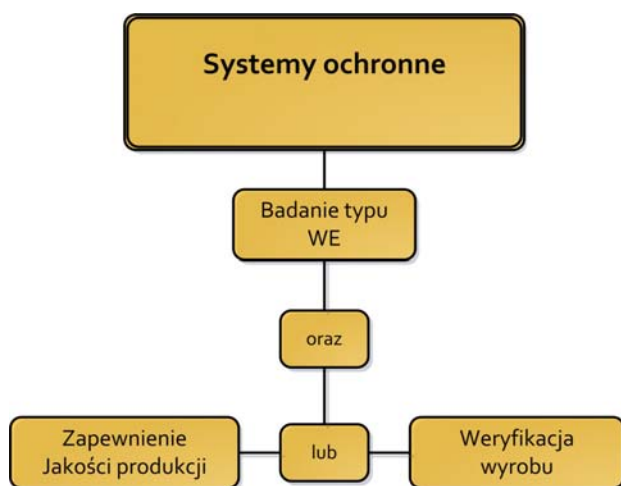 Systemy ochronne
Badanie typu
WE
oraz
Zapewnienie
Jakości produkcji
lub
Weryfikacja
wyrobu